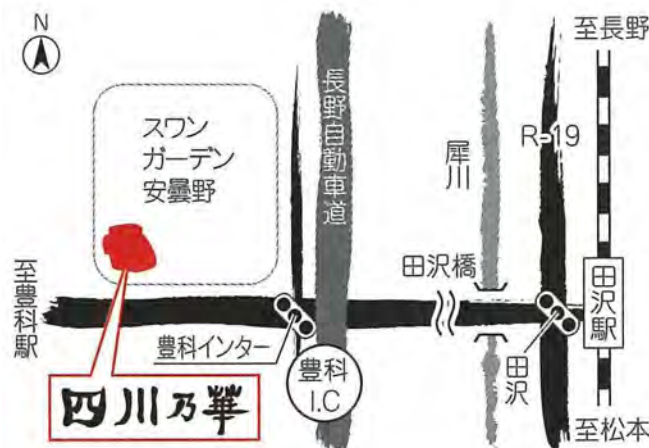 N
至長野
スワン
ガーデン
安曇野
長野自動車道
犀川
R-19
至豊科駅
田沢橋
田沢駅
豊科インター
豊科
I.C
田沢
四川乃華
至松本